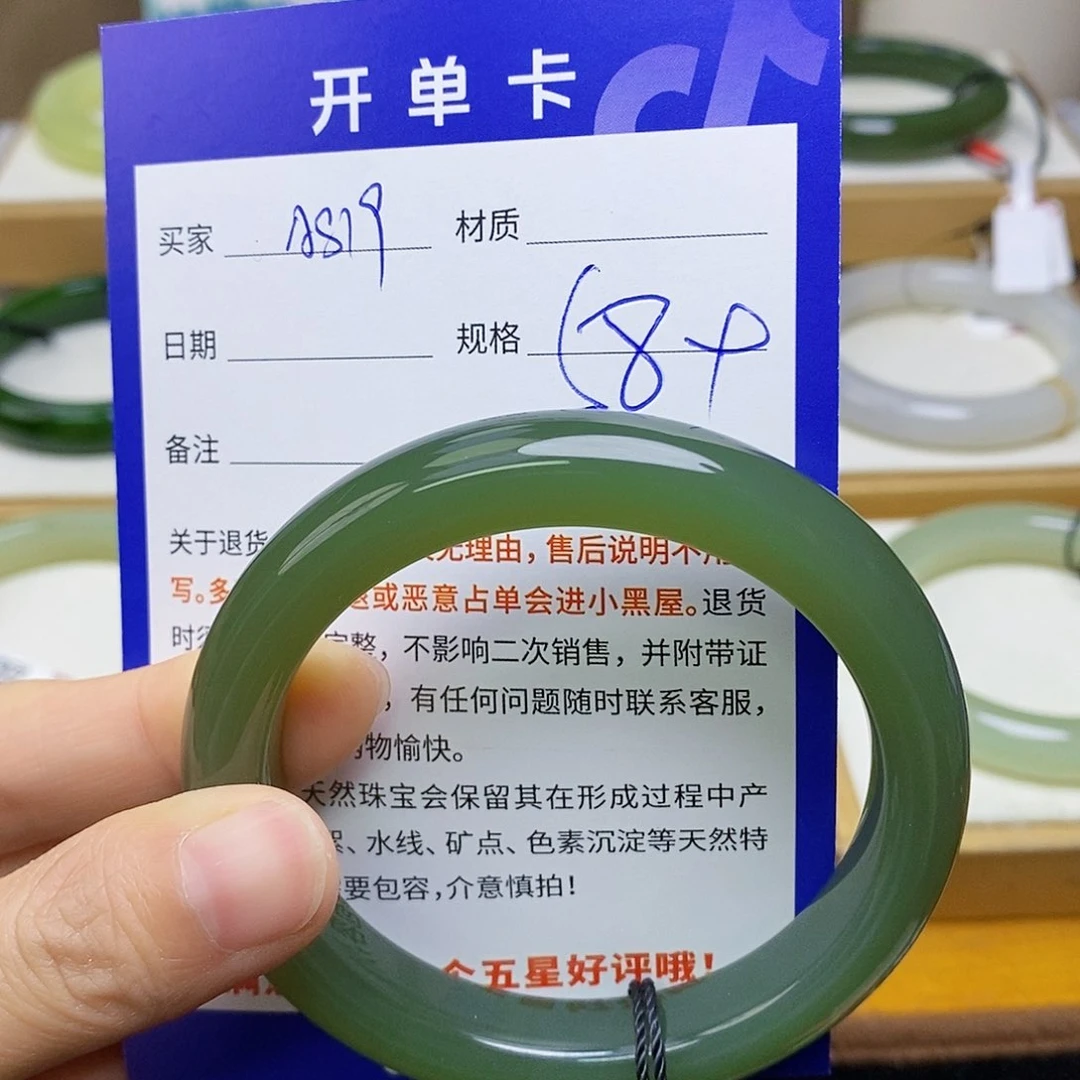 开单卡
买家 AS19 材质
日期 规格 58+
备注
关于退货 无理由，售后说明不用
写。多 退或恶意占单会进小黑屋。退货
时须 完整，不影响二次销售，并附带证
，有任何问题随时联系客服，
购物愉快。
天然珠宝会保留其在形成过程中产
、水线、矿点、色素沉淀等天然特
要包容，介意慎拍！
个五星好评哦！